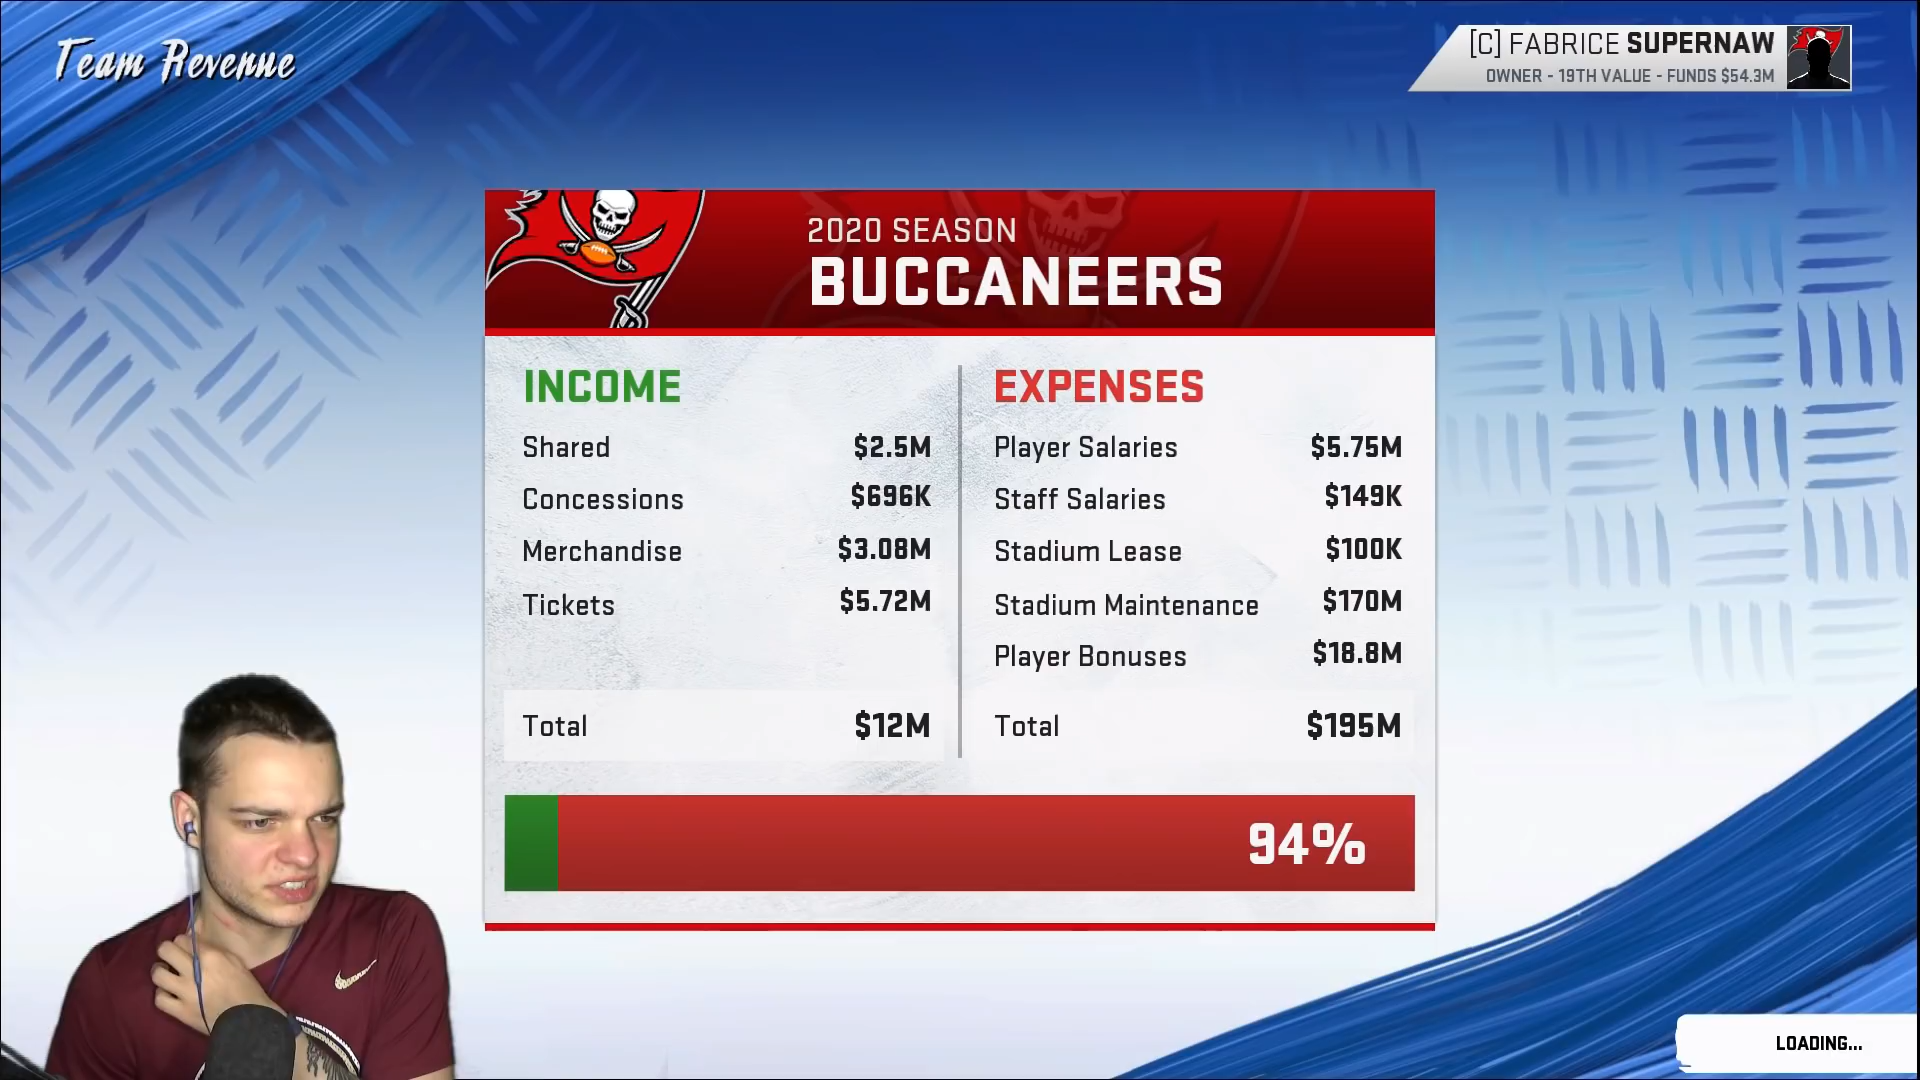 Team Revenue
[C] FABRICE SUPERNAW
OWNER - 19TH VALUE - FUNDS $54.3M
2020 SEASON
BUCCANEERS
INCOME
Shared $2.5M
Concessions $696K
Merchandise $3.08M
Tickets $5.72M
Total $12M
EXPENSES
Player Salaries $5.75M
Staff Salaries $149K
Stadium Lease $100K
Stadium Maintenance $170M
Player Bonuses $18.8M
Total $195M
94%
LOADING...